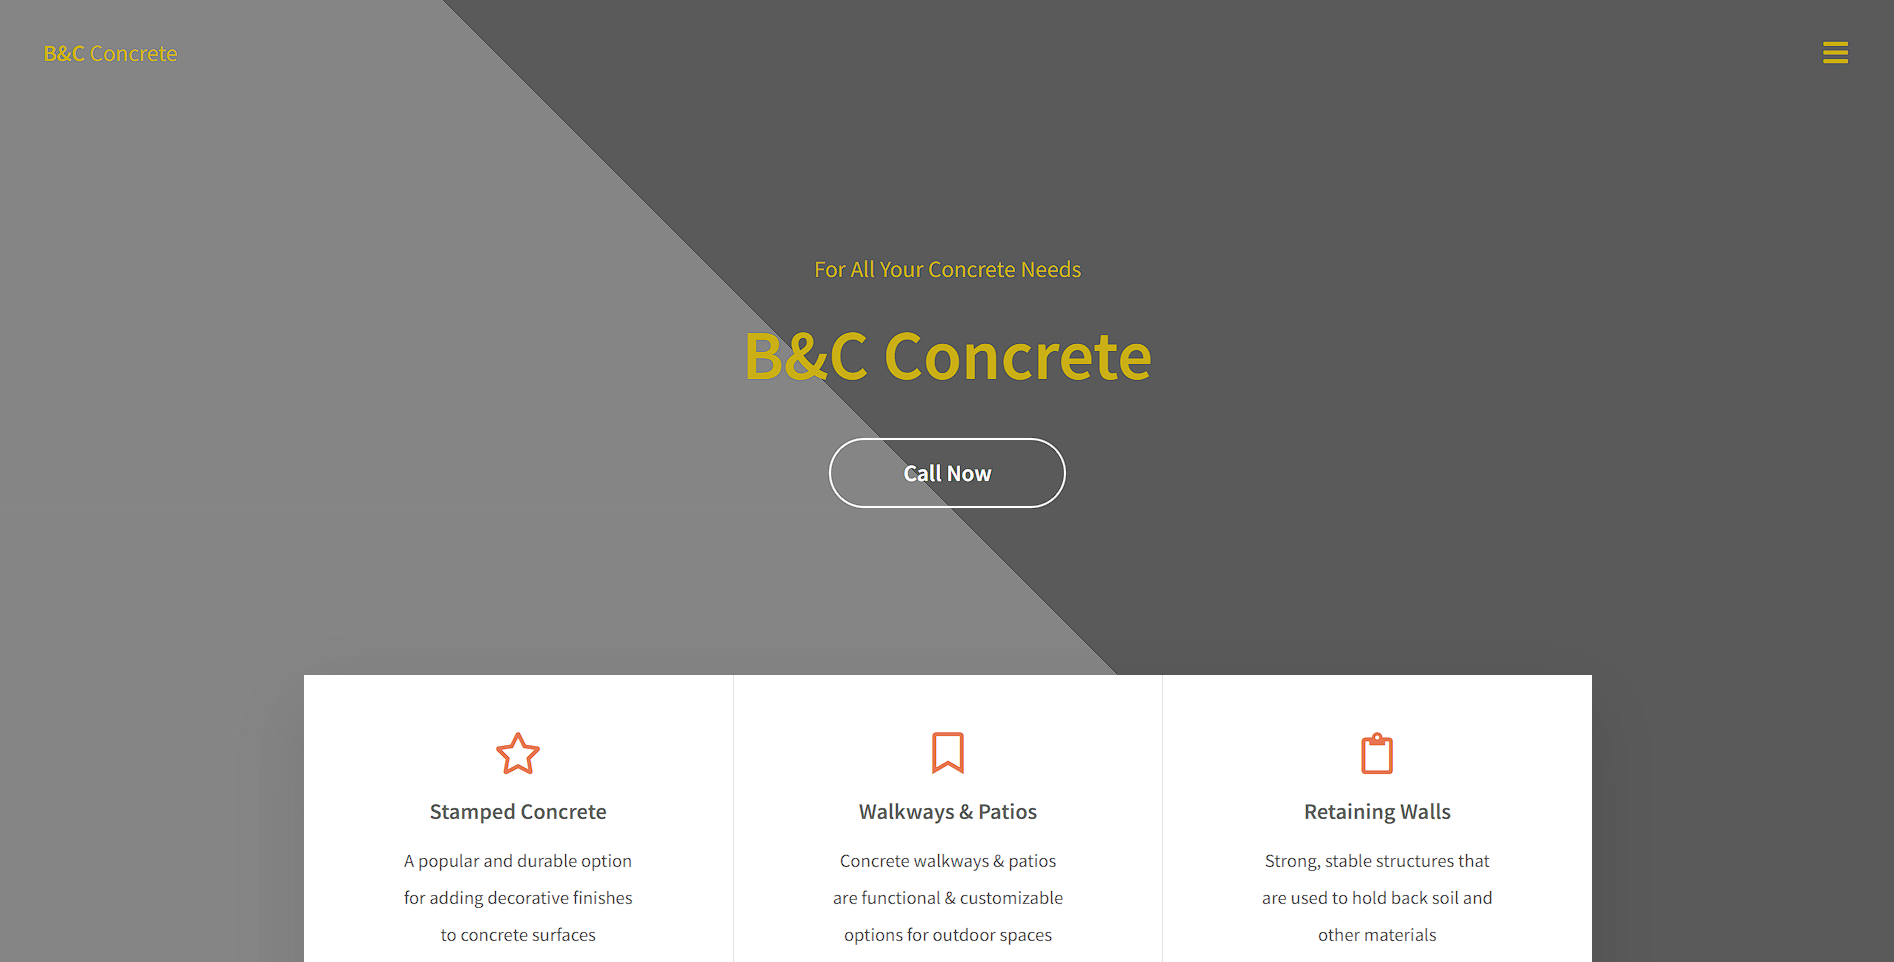 B&C Concrete
For All Your Concrete Needs
B&C Concrete
Call Now
Stamped Concrete
A popular and durable option
for adding decorative finishes
to concrete surfaces
Walkways & Patios
Concrete walkways & patios
are functional & customizable
options for outdoor spaces
Retaining Walls
Strong, stable structures that
are used to hold back soil and
other materials